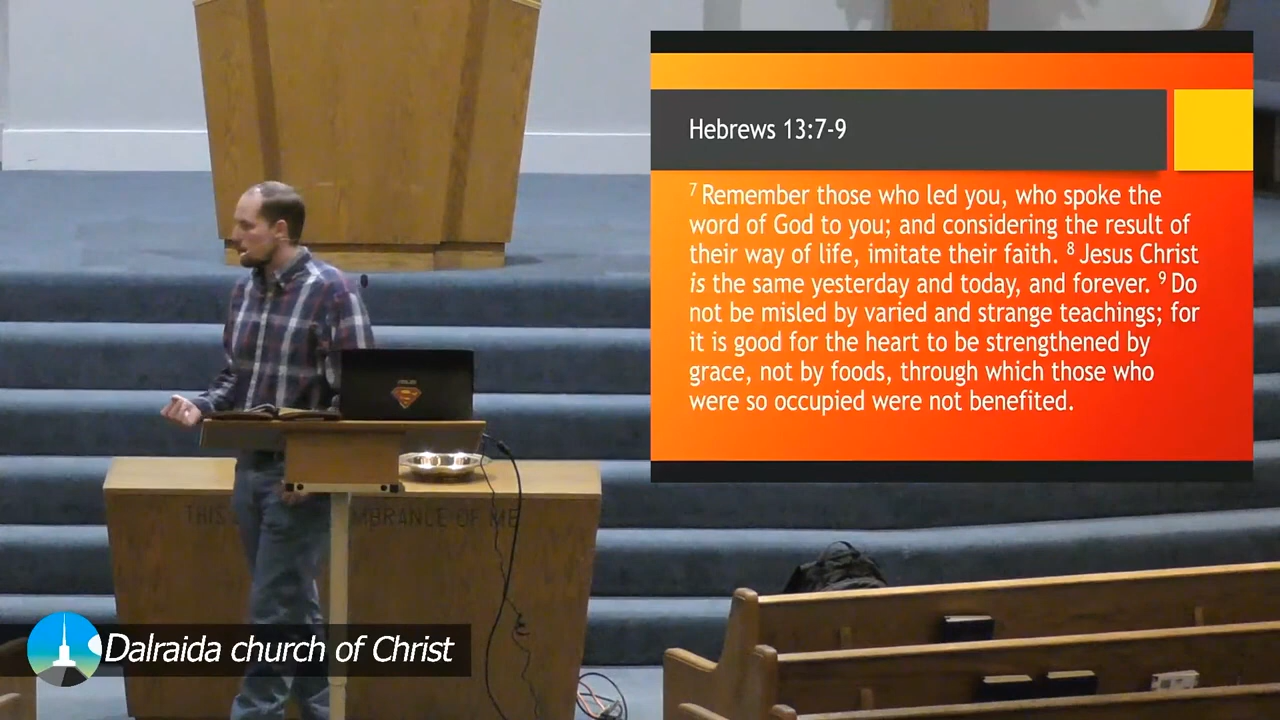 Hebrews 13:7-9
7 Remember those who led you, who spoke the
word of God to you; and considering the result of
their way of life, imitate their faith. 8 Jesus Christ
is the same yesterday and today, and forever. 9 Do
not be misled by varied and strange teachings; for
it is good for the heart to be strengthened by
grace, not by foods, through which those who
were so occupied were not benefited.
THIS MBRANCE OF ME
Dalraida church of Christ